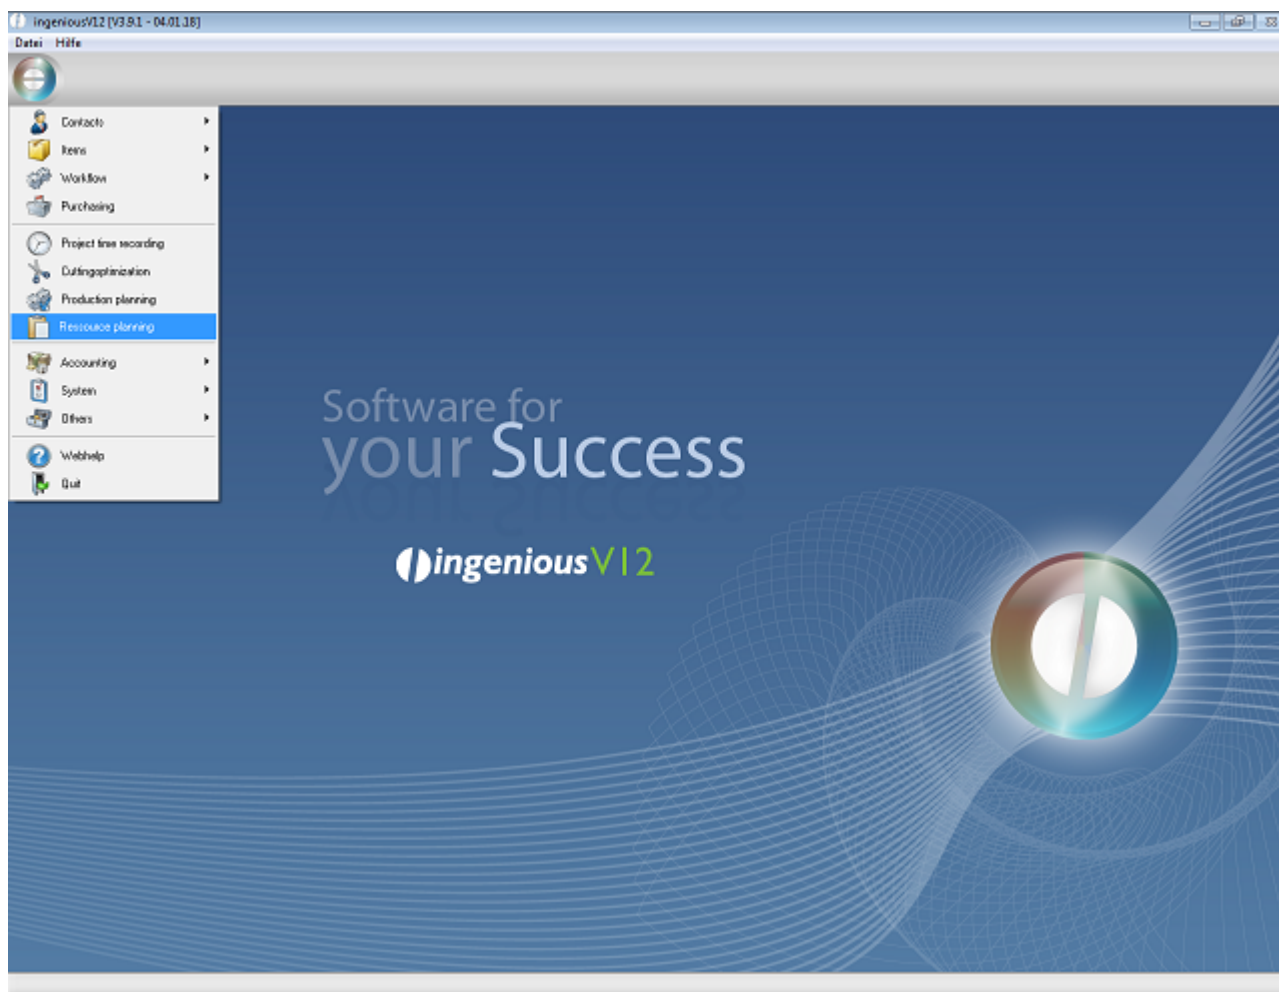 ingeniousV12 [V3.9.1 - 04.01.18]
Datei Hilfe
Contacts
Items
Workflow
Purchasing
Project time recording
Cuttingoptimization
Production planning
Ressource planning
Accounting
System
Others
Webhelp
Quit
Software for
your Success
ingeniousV12